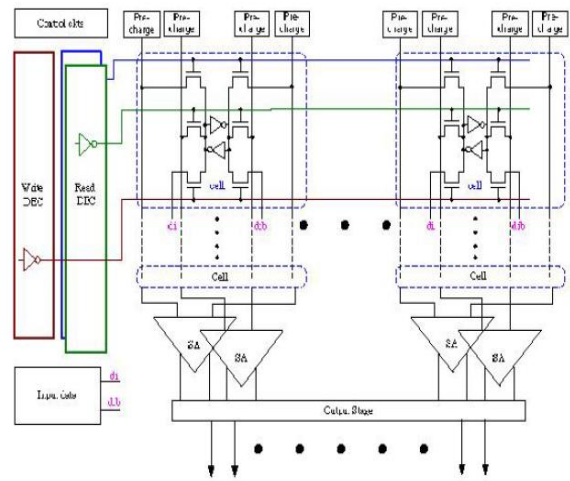 Control ckts
Pre-charge
Pre-charge
Pre-charge
Pre-charge
Pre-charge
Pre-charge
Pre-charge
Pre-charge
Write DEC
Read DEC
cell
cell
di
dib
di
dib
Cell
Cell
SA
SA
SA
SA
Input data
di
dib
Output Stage